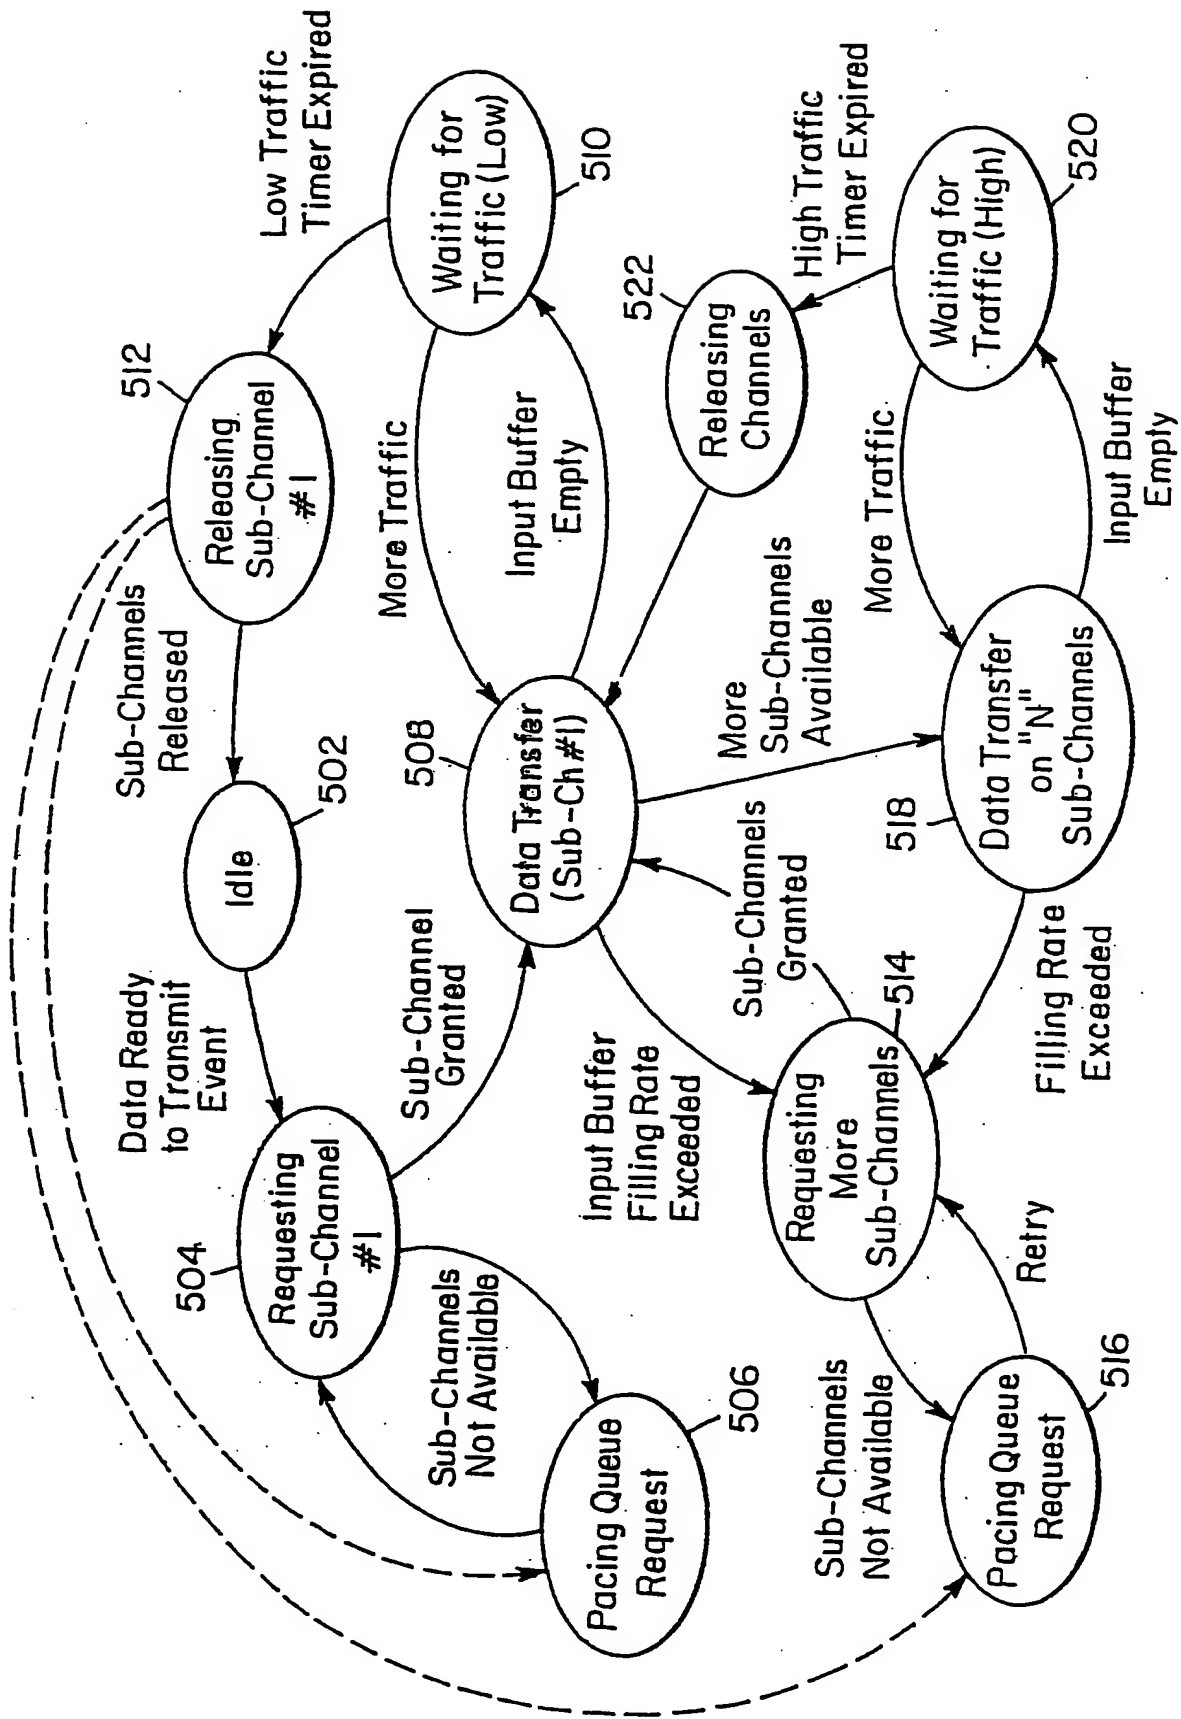 Low Traffic
Timer Expired
512
Releasing
Sub-Channel
#1
Sub-Channels
Released
Idle
502
Data Ready
to Transmit
Event
504
Requesting
Sub-Channel
#1
Sub-Channels
Not Available
Pacing Queue
Request
506
Sub-Channel
Granted
508
Data Transfer
(Sub-Ch#1)
More Traffic
Input Buffer
Empty
Waiting for
Traffic (Low)
510
High Traffic
Timer Expired
522
Releasing
Channels
More
Sub-Channels
Available
Sub-Channels
Granted
Input Buffer
Filling Rate
Exceeded
Requesting
More
Sub-Channels
514
Sub-Channels
Not Available
Pacing Queue
Request
516
Retry
Filling Rate
Exceeded
518
Data Transfer
on "N"
Sub-Channels
More Traffic
Input Buffer
Empty
Waiting for
Traffic (High)
520